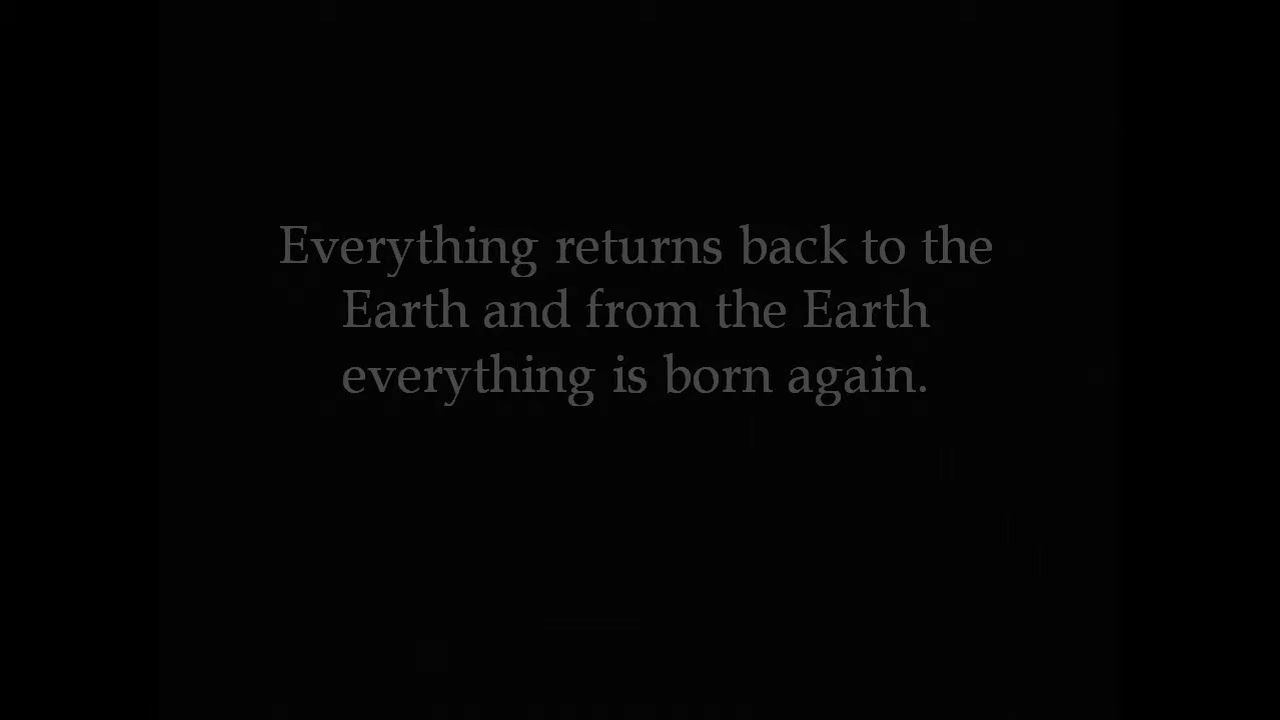 Everything returns back to the
Earth and from the Earth
everything is born again.